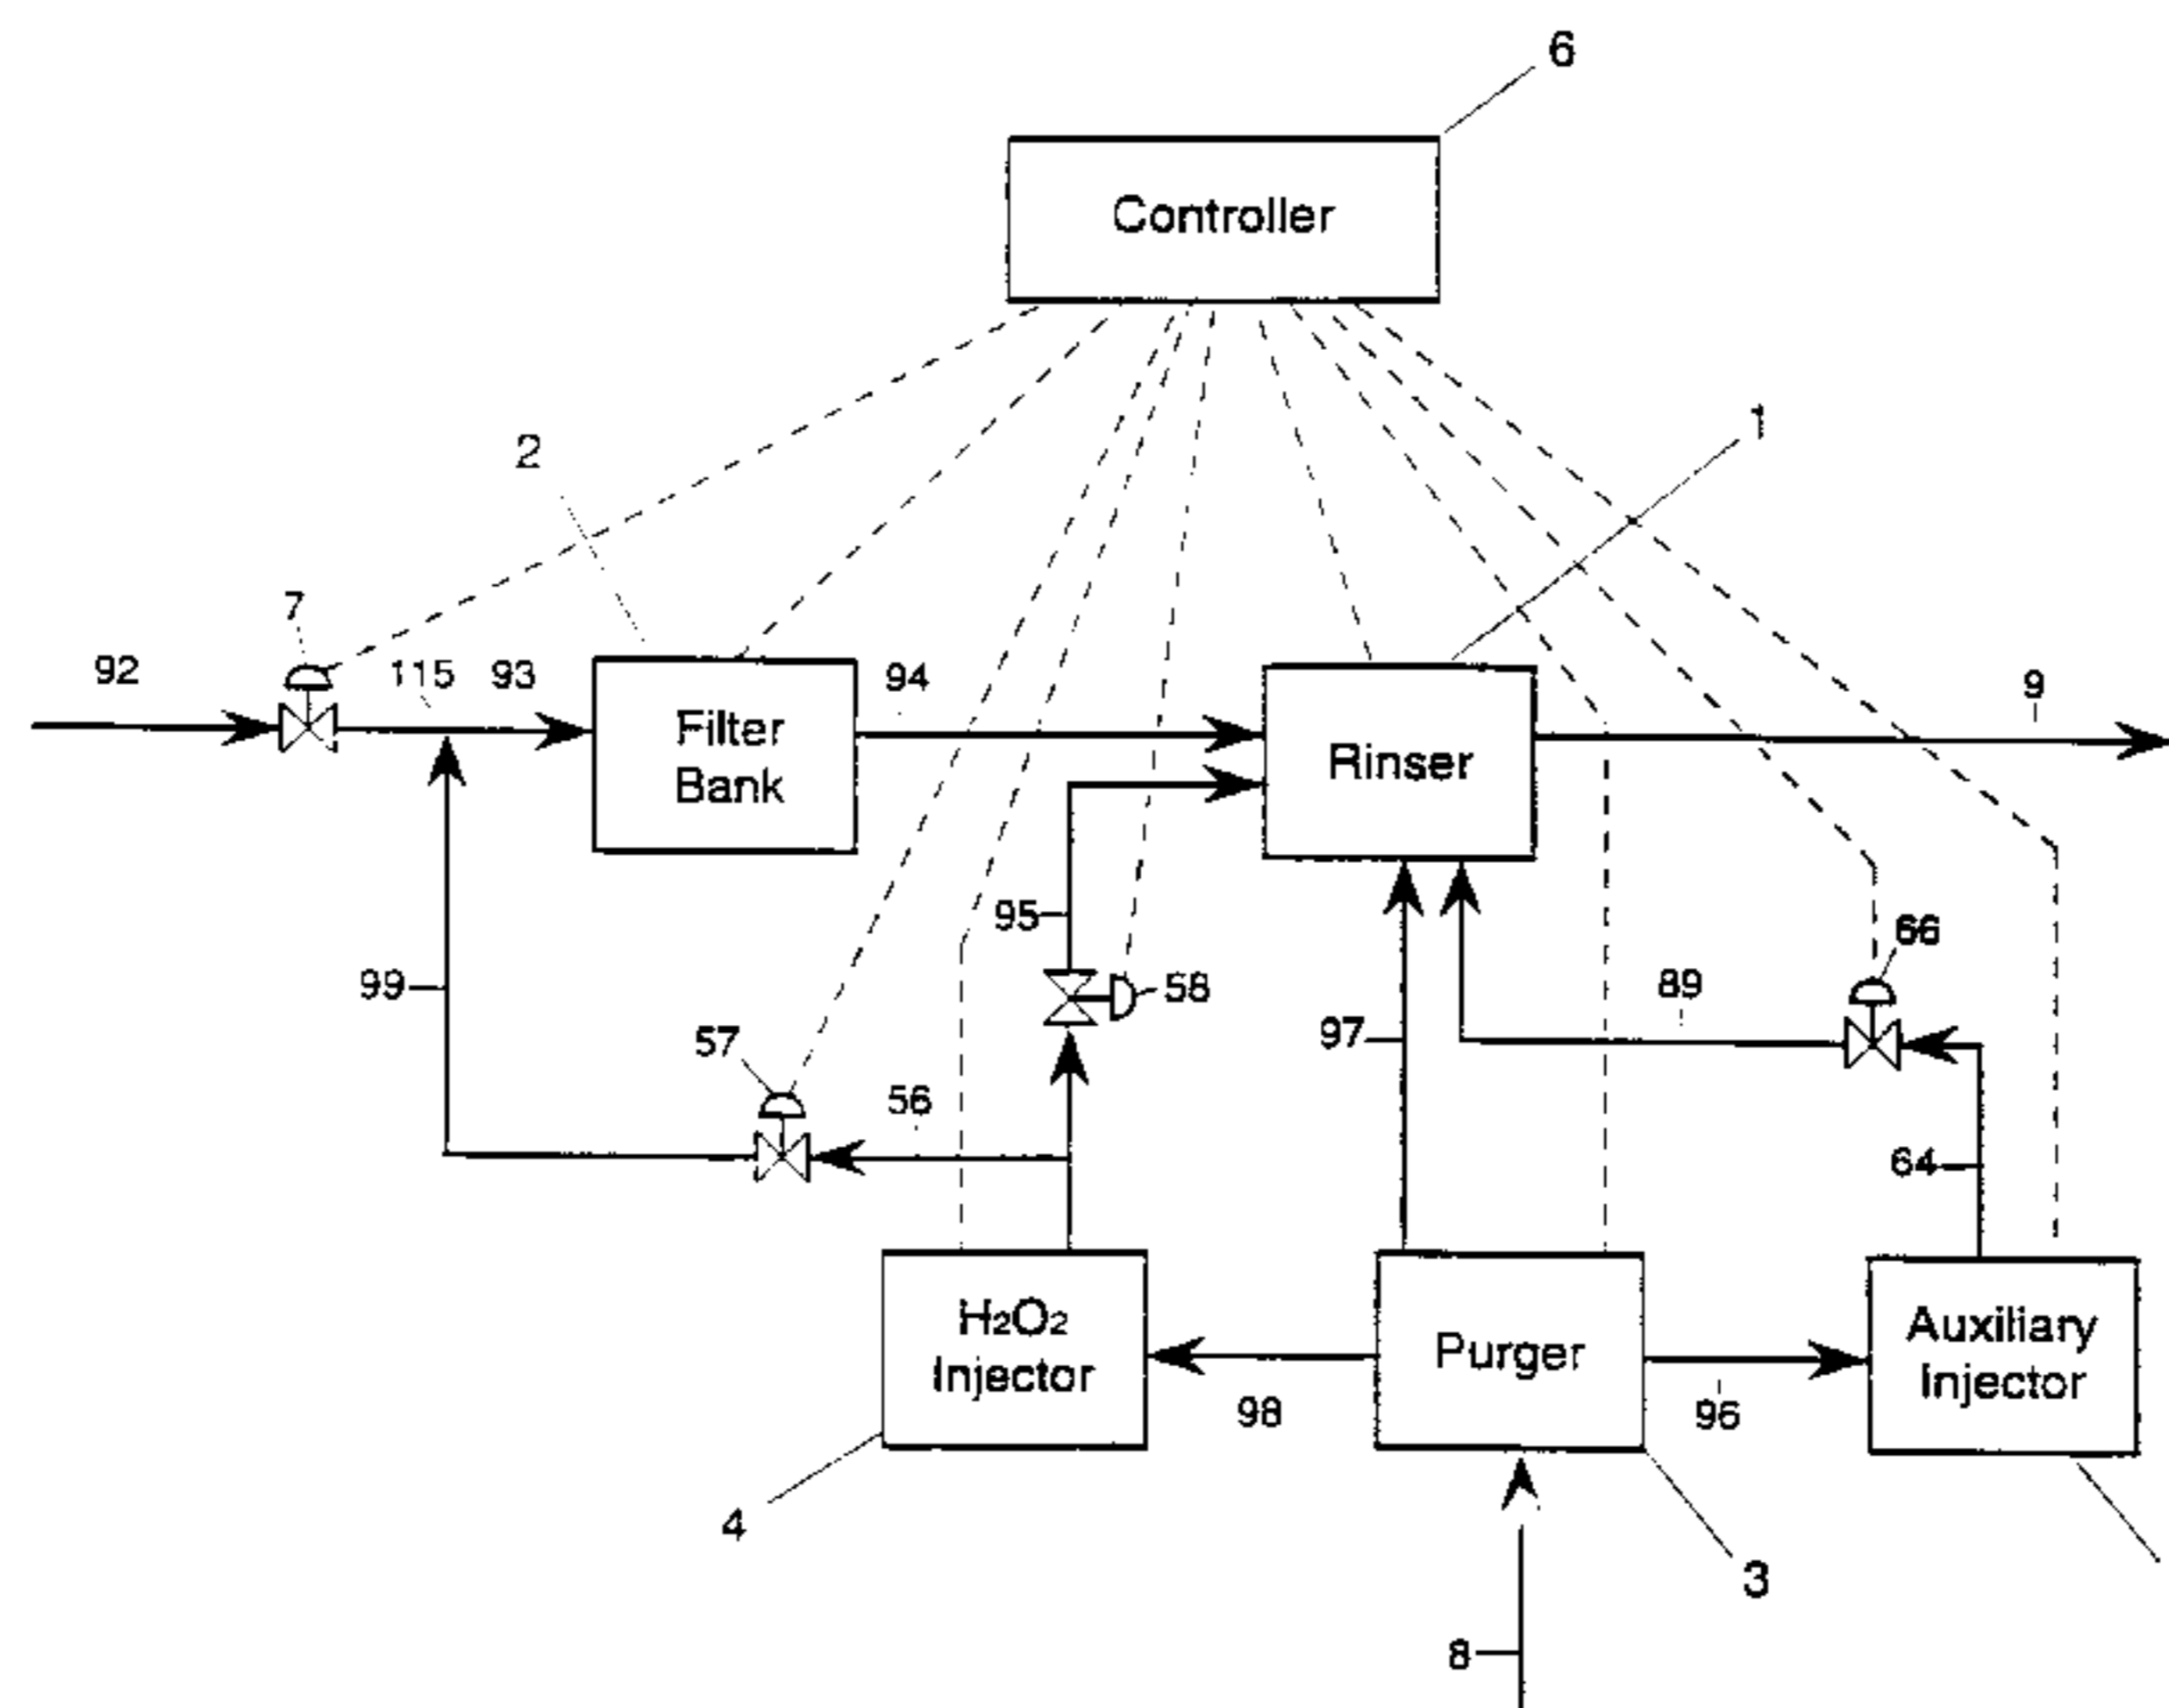 6
Controller
1
2
7
92
115
93
94
9
Filter
Bank
Rinser
95
66
99
58
89
57
97
56
64
H₂O₂
Injector
Purger
Auxiliary
Injector
98
96
4
3
8